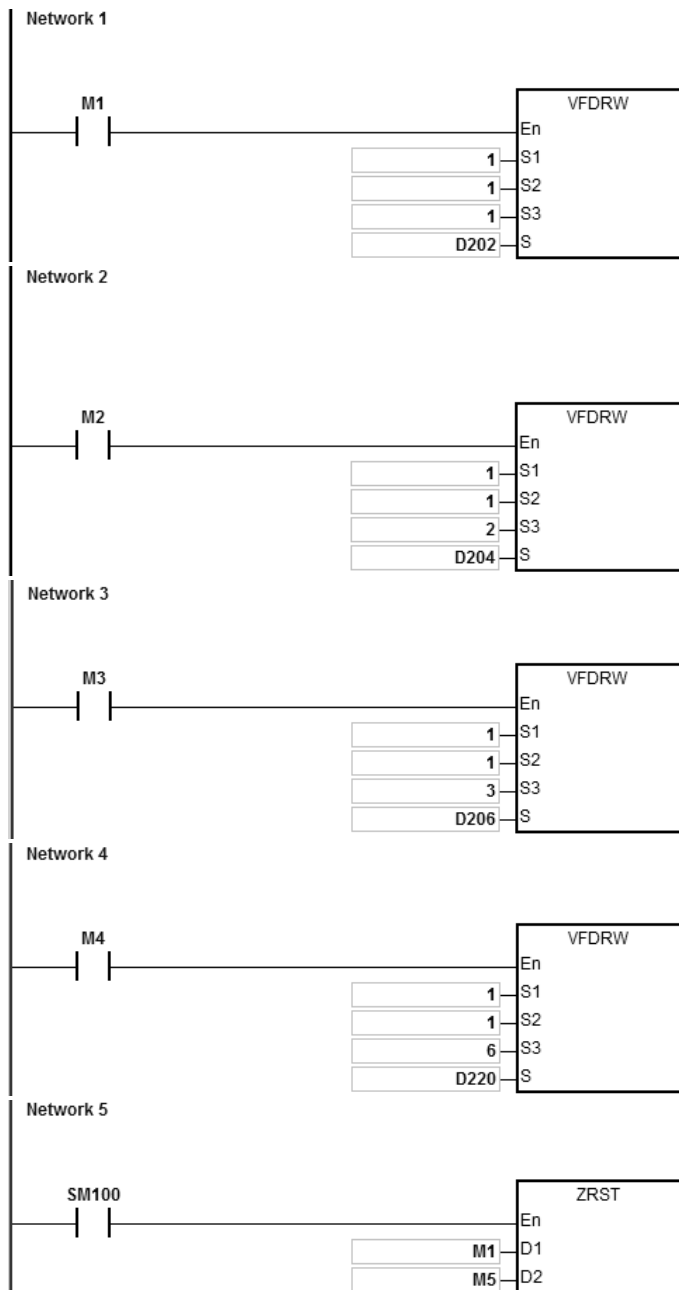 Network 1
M1
VFDRW
En
1 S1
1 S2
1 S3
D202 S
Network 2
M2
VFDRW
En
1 S1
1 S2
2 S3
D204 S
Network 3
M3
VFDRW
En
1 S1
1 S2
3 S3
D206 S
Network 4
M4
VFDRW
En
1 S1
1 S2
6 S3
D220 S
Network 5
SM100
ZRST
En
M1 D1
M5 D2